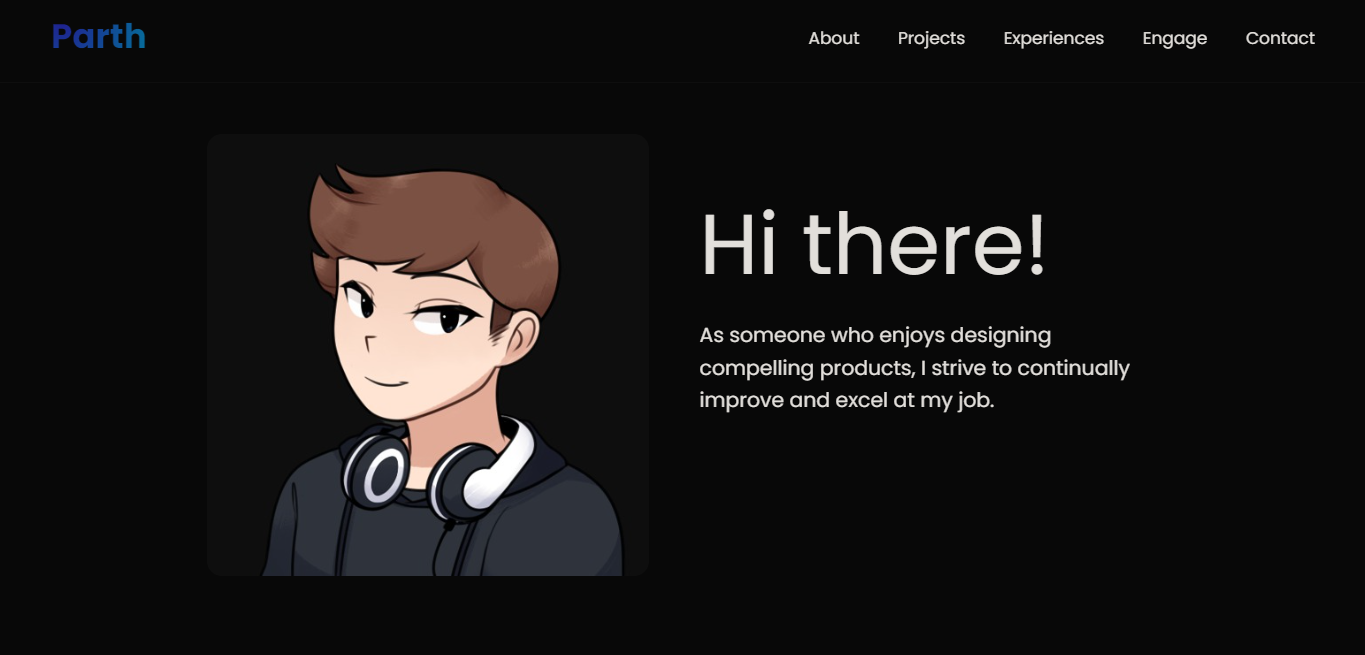 Parth
About Projects Experiences Engage Contact
Hi there!
As someone who enjoys designing
compelling products, I strive to continually
improve and excel at my job.